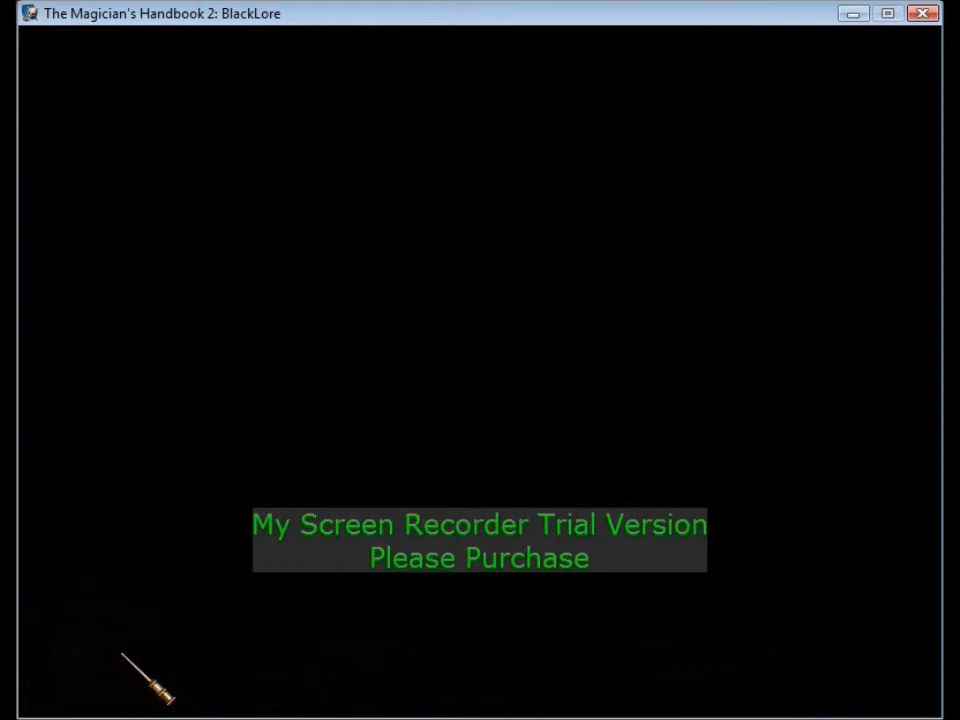 The Magician's Handbook 2: BlackLore
My Screen Recorder Trial Version
Please Purchase